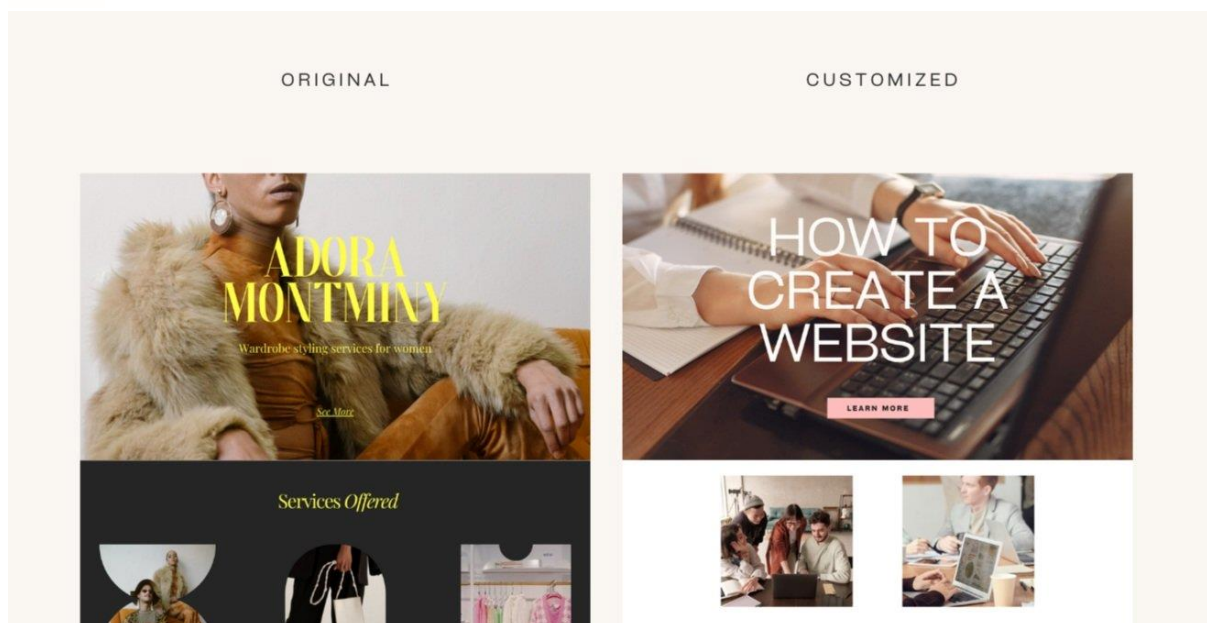 ORIGINAL
CUSTOMIZED
ADORA
MONTMINY
Wardrobe styling services for women
See More
Services Offered
HOW TO
CREATE A
WEBSITE
LEARN MORE